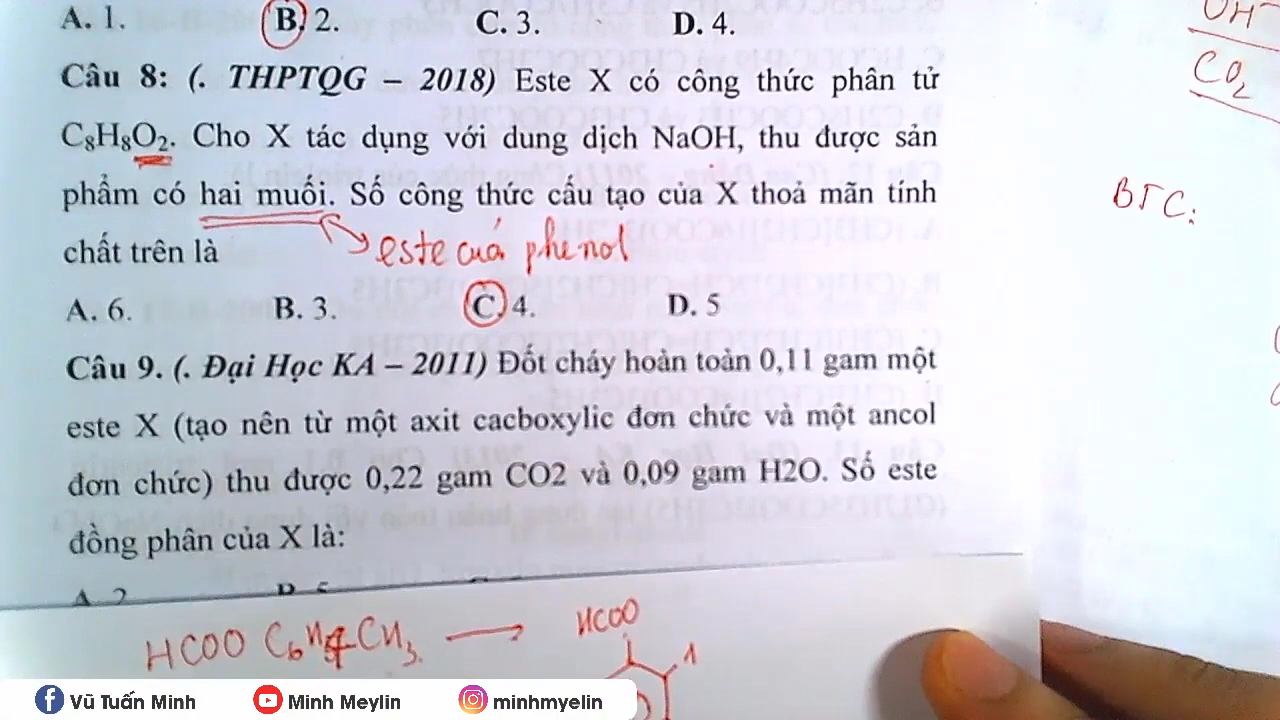 A. 1. B. 2. C. 3. D. 4.
OH⁻
CO₂
Câu 8: (. THPTQG – 2018) Este X có công thức phân tử
C₈H₈O₂. Cho X tác dụng với dung dịch NaOH, thu được sản
phẩm có hai muối. Số công thức cấu tạo của X thoả mãn tính
BTC:
chất trên là
este của phenol
A. 6. B. 3. C. 4. D. 5
Câu 9. (. Đại Học KA – 2011) Đốt cháy hoàn toàn 0,11 gam một
este X (tạo nên từ một axit cacboxylic đơn chức và một ancol
đơn chức) thu được 0,22 gam CO2 và 0,09 gam H2O. Số este
đồng phân của X là:
HCOO C₆H₄CH₃ → HCOO
1
Vũ Tuấn Minh Minh Meylin minhmyelin